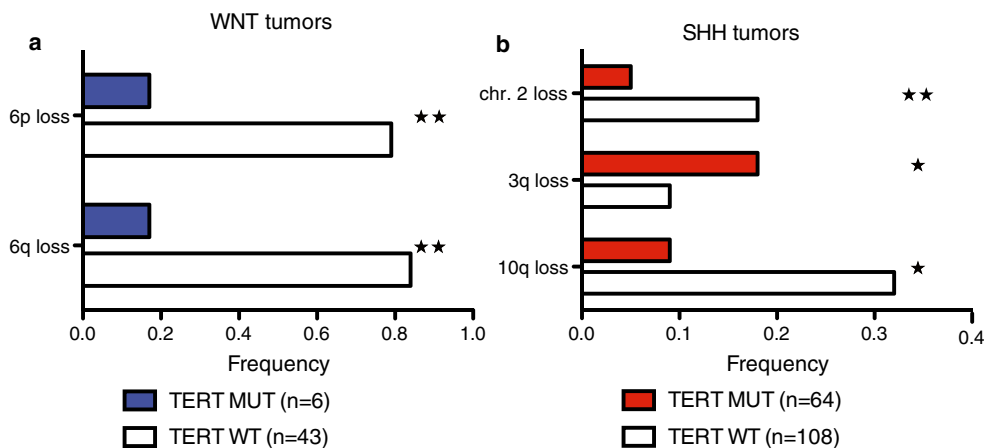 WNT tumors
a
6p loss
★★
6q loss
★★
0.0 0.2 0.4 0.6 0.8 1.0
Frequency
TERT MUT (n=6)
TERT WT (n=43)
SHH tumors
b
chr. 2 loss
★★
3q loss
★
10q loss
★
0.0 0.1 0.2 0.3 0.4
Frequency
TERT MUT (n=64)
TERT WT (n=108)